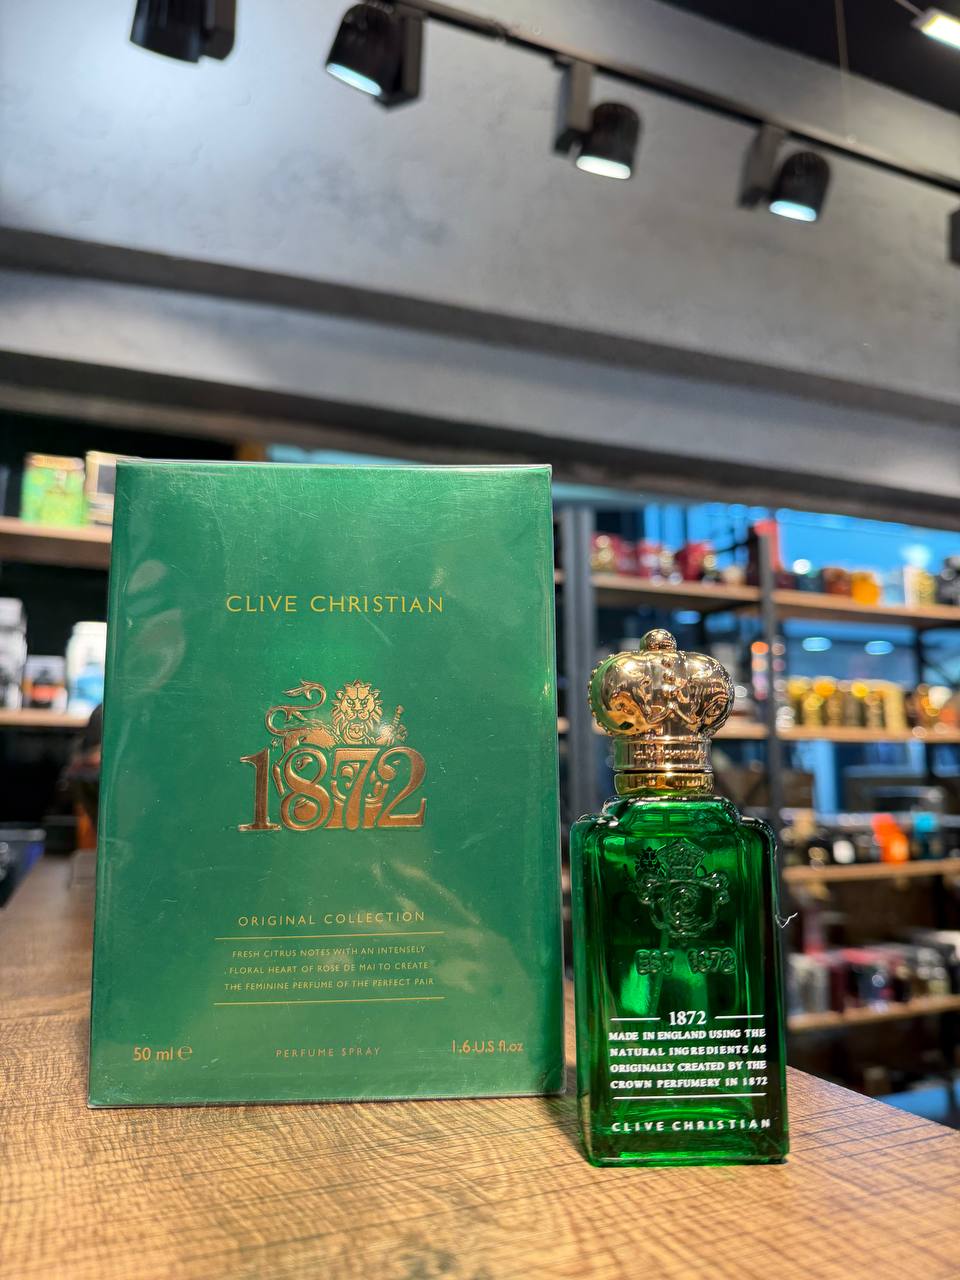 CLIVE CHRISTIAN
1872
ORIGINAL COLLECTION
FRESH CITRUS NOTES WITH AN INTENSELY
FLORAL HEART OF ROSE DE MAI TO CREATE
THE FEMININE PERFUME OF THE PERFECT PAIR
50 ml e
PERFUME SPRAY
1.6.U.S fl.oz
EST 1872
1872
MADE IN ENGLAND USING THE
NATURAL INGREDIENTS AS
ORIGINALLY CREATED BY THE
CROWN PERFUMERY IN 1872
CLIVE CHRISTIAN